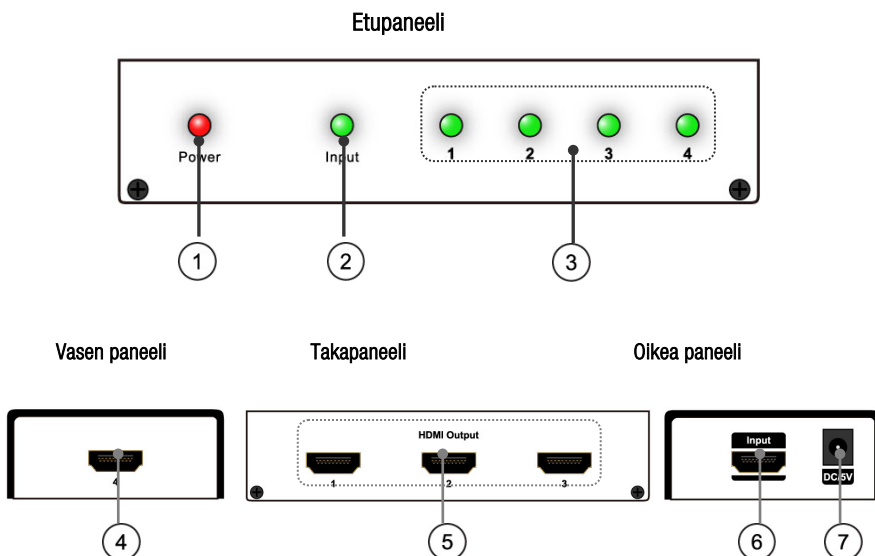 Etupaneeli
Power
Input
1 2 3 4
1 2 3
Vasen paneeli Takapaneeli Oikea paneeli
HDMI Output
Input
4
1 2 3
DC/5V
4 5 6 7